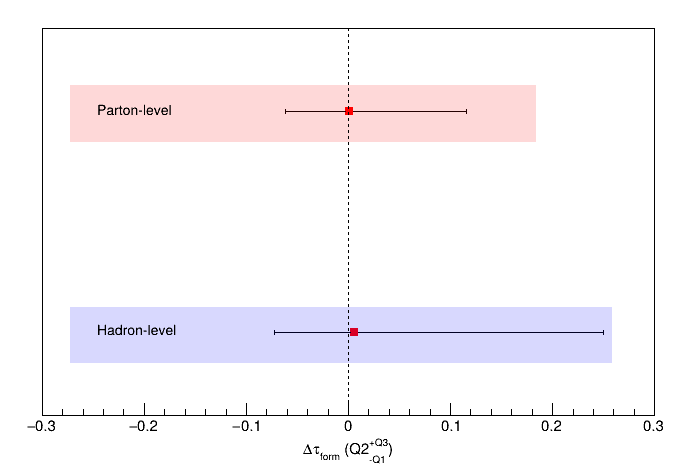 Parton-level
Hadron-level
−0.3 −0.2 −0.1 0 0.1 0.2 0.3
Δτform (Q2+Q3-Q1)